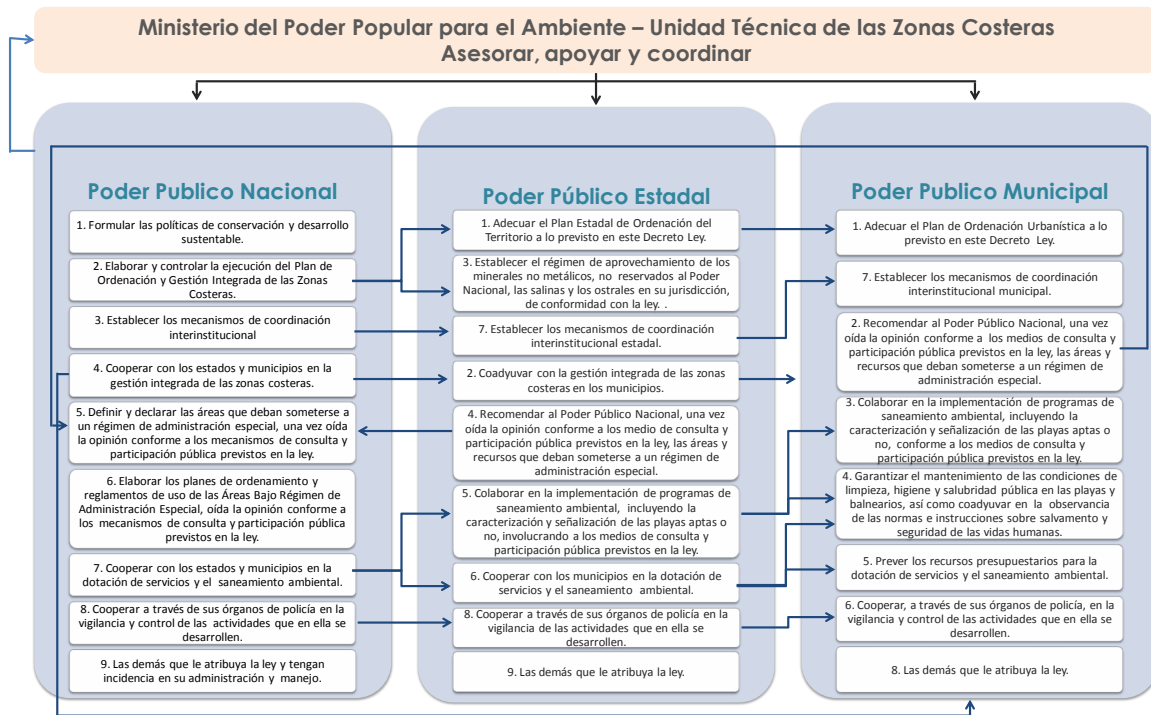 Ministerio del Poder Popular para el Ambiente – Unidad Técnica de las Zonas Costeras
Asesorar, apoyar y coordinar
Poder Publico Nacional
1. Formular las políticas de conservación y desarrollo
sustentable.
2. Elaborar y controlar la ejecución del Plan de
Ordenación y Gestión Integrada de las Zonas
Costeras.
3. Establecer los mecanismos de coordinación
interinstitucional
4. Cooperar con los estados y municipios en la
gestión integrada de las zonas costeras.
5. Definir y declarar las áreas que deban someterse a
un régimen de administración especial, una vez oída
la opinión conforme a los mecanismos de consulta y
participación pública previstos en la ley.
6. Elaborar los planes de ordenamiento y
reglamentos de uso de las Áreas Bajo Régimen de
Administración Especial, oída la opinión conforme a
los mecanismos de consulta y participación pública
previstos en la ley.
7. Cooperar con los estados y municipios en la
dotación de servicios y el saneamiento ambiental.
8. Cooperar a través de sus órganos de policía en la
vigilancia y control de las actividades que en ella se
desarrollen.
9. Las demás que le atribuya la ley y tengan
incidencia en su administración y manejo.
Poder Público Estadal
1. Adecuar el Plan Estadal de Ordenación del
Territorio a lo previsto en este Decreto Ley.
3. Establecer el régimen de aprovechamiento de los
minerales no metálicos, no reservados al Poder
Nacional, las salinas y los ostrales en su jurisdicción,
de conformidad con la ley. .
7. Establecer los mecanismos de coordinación
interinstitucional estadal.
2. Coadyuvar con la gestión integrada de las zonas
costeras en los municipios.
4. Recomendar al Poder Público Nacional, una vez
oída la opinión conforme a los medio de consulta y
participación pública previstos en la ley, las áreas y
recursos que deban someterse a un régimen de
administración especial.
5. Colaborar en la implementación de programas de
saneamiento ambiental, incluyendo la
caracterización y señalización de las playas aptas o
no, involucrando a los medios de consulta y
participación pública previstos en la ley.
6. Cooperar con los municipios en la dotación de
servicios y el saneamiento ambiental.
8. Cooperar a través de sus órganos de policía en la
vigilancia de las actividades que en ella se
desarrollen.
9. Las demás que le atribuya la ley.
Poder Publico Municipal
1. Adecuar el Plan de Ordenación Urbanística a lo
previsto en este Decreto Ley.
7. Establecer los mecanismos de coordinación
interinstitucional municipal.
2. Recomendar al Poder Público Nacional, una vez
oída la opinión conforme a los medios de consulta y
participación pública previstos en la ley, las áreas y
recursos que deban someterse a un régimen de
administración especial.
3. Colaborar en la implementación de programas de
saneamiento ambiental, incluyendo la
caracterización y señalización de las playas aptas o
no, conforme a los medios de consulta y
participación pública previstos en la ley.
4. Garantizar el mantenimiento de las condiciones de
limpieza, higiene y salubridad pública en las playas y
balnearios, así como coadyuvar en la observancia
de las normas e instrucciones sobre salvamento y
seguridad de las vidas humanas.
5. Prever los recursos presupuestarios para la
dotación de servicios y el saneamiento ambiental.
6. Cooperar, a través de sus órganos de policía, en la
vigilancia y control de las actividades que en ella se
desarrollen.
8. Las demás que le atribuya la ley.